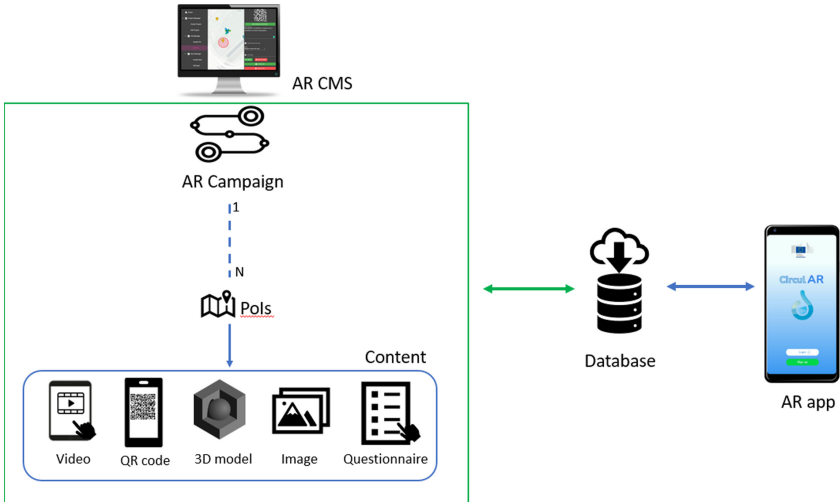 AR CMS
AR Campaign
1
N
PoIs
Content
Video
QR code
3D model
Image
Questionnaire
Database
Circul.AR
AR app